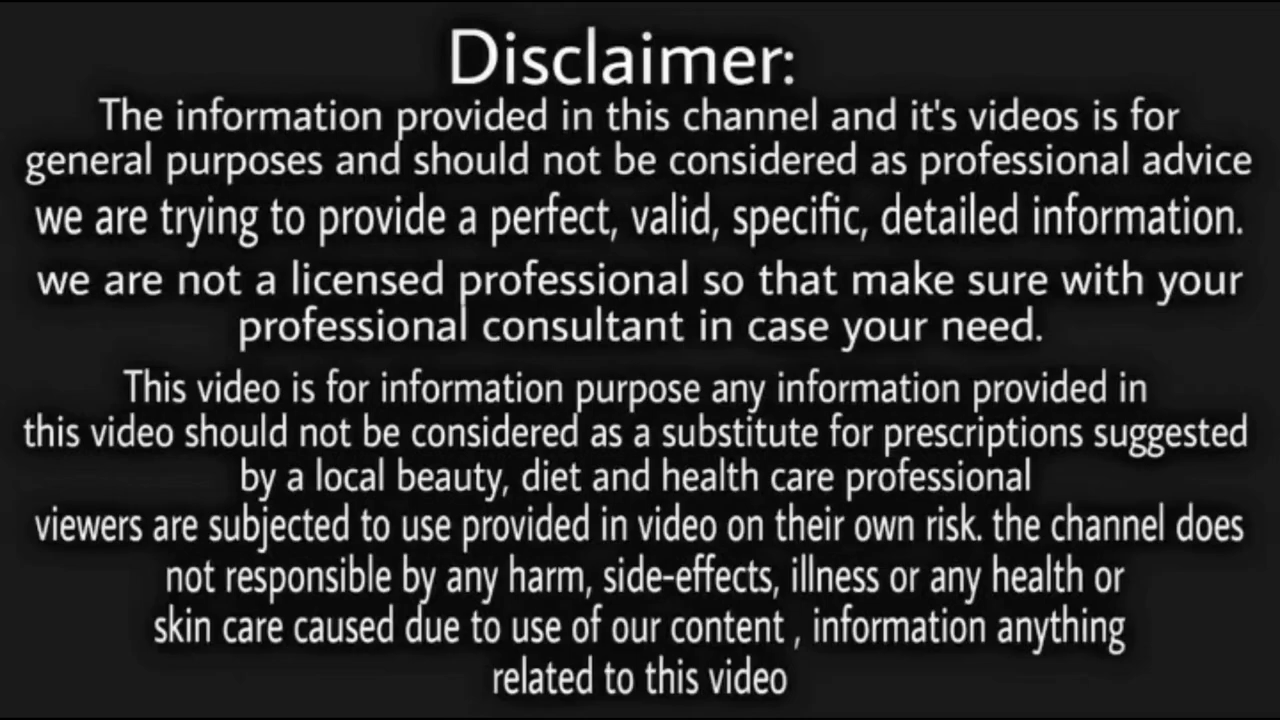 Disclaimer:
The information provided in this channel and it's videos is for
general purposes and should not be considered as professional advice
we are trying to provide a perfect, valid, specific, detailed information.
we are not a licensed professional so that make sure with your
professional consultant in case your need.
This video is for information purpose any information provided in
this video should not be considered as a substitute for prescriptions suggested
by a local beauty, diet and health care professional
viewers are subjected to use provided in video on their own risk. the channel does
not responsible by any harm, side-effects, illness or any health or
skin care caused due to use of our content , information anything
related to this video